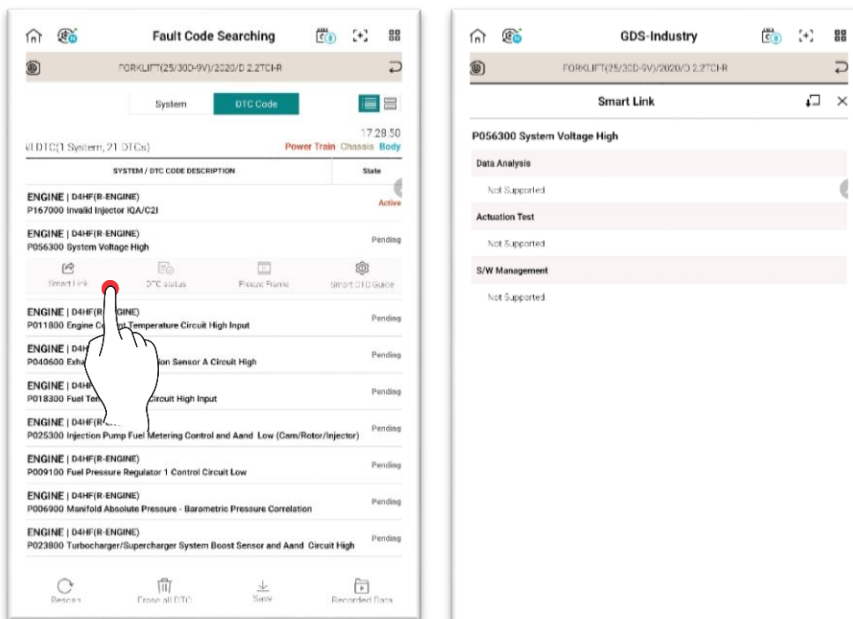 Fault Code Searching
FORKLIFT(25/30D-9V)/2020/D 2.2TCI-R
System DTC Code
17:28:50
All DTC(1 System, 21 DTCs) Power Train Chassis Body
SYSTEM / DTC CODE DESCRIPTION State
ENGINE | D4HF(R-ENGINE)
P167000 Invalid Injector IQA/C2I Active
ENGINE | D4HF(R-ENGINE)
P056300 System Voltage High Pending
Smart Link DTC status Freeze Frame Smart DTC Guide
ENGINE | D4HF(R-ENGINE)
P011800 Engine Temperature Circuit High Input Pending
ENGINE | D4HF
P040600 Sensor A Circuit High Pending
ENGINE | D4HF
P018300 Fuel Circuit High Input Pending
ENGINE |
P025300 Injection Pump Fuel Metering Control and Aand Low (Cam/Rotor/Injector) Pending
ENGINE | D4HF(R-ENGINE)
P009100 Fuel Pressure Regulator 1 Control Circuit Low Pending
ENGINE | D4HF(R-ENGINE)
P006900 Manifold Absolute Pressure - Barometric Pressure Correlation Pending
ENGINE | D4HF(R-ENGINE)
P023800 Turbocharger/Supercharger System Boost Sensor and Aand Circuit High Pending
Rescan Erase all DTC Save Recorded Data
GDS-Industry
FORKLIFT(25/30D-9V)/2020/D 2.2TCI-R
Smart Link
P056300 System Voltage High
Data Analysis
Not Supported
Actuation Test
Not Supported
S/W Management
Not Supported